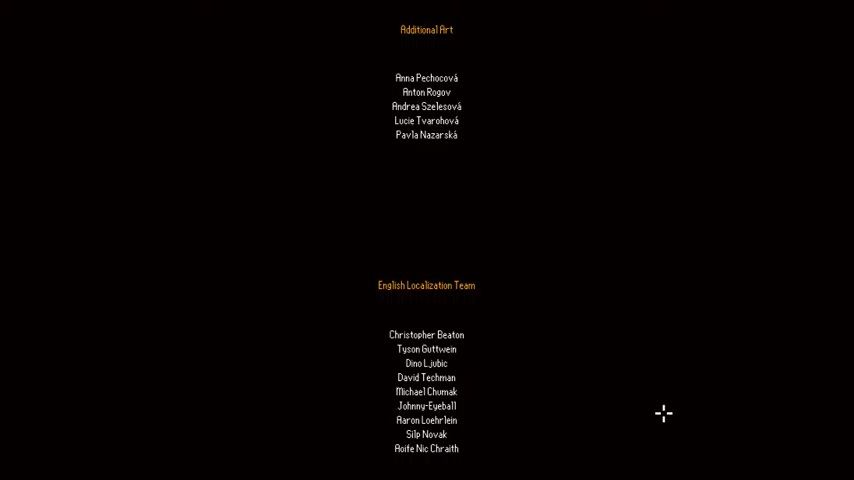 Additional Art
Anna Pechocová
Anton Rogov
Andrea Szelesová
Lucie Tvarohová
Pavla Nazarská
English Localization Team
Christopher Beaton
Tyson Guttwein
Dino Ljubic
David Techman
Michael Chumak
Johnny-Eyeball
Aaron Loehrlein
Silp Novak
Aoife Nic Chraith